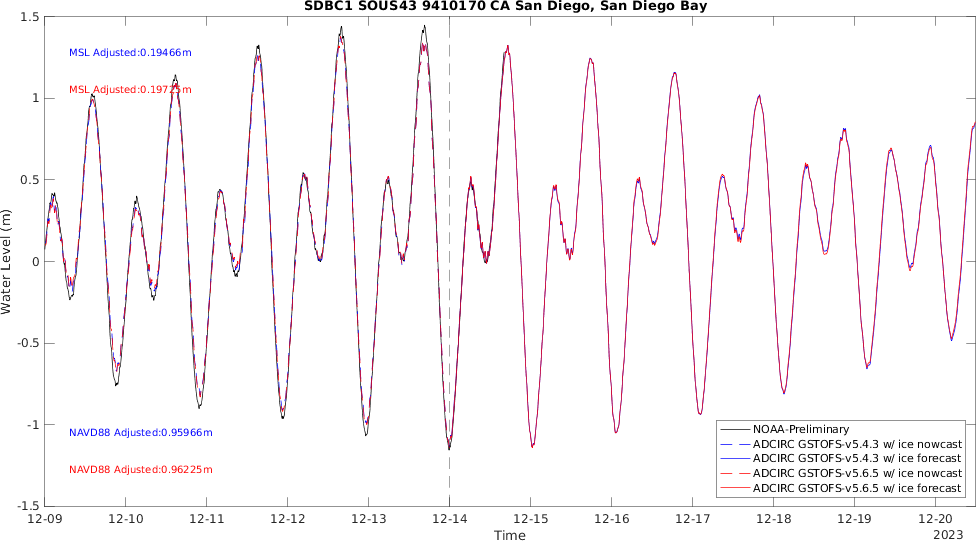 SDBC1 SOUS43 9410170 CA San Diego, San Diego Bay
1.5
1
0.5
0
-0.5
-1
-1.5
Water Level (m)
MSL Adjusted:0.19466m
MSL Adjusted:0.19725m
NAVD88 Adjusted:0.95966m
NAVD88 Adjusted:0.96225m
NOAA-Preliminary
ADCIRC GSTOFS-v5.4.3 w/ ice nowcast
ADCIRC GSTOFS-v5.4.3 w/ ice forecast
ADCIRC GSTOFS-v5.6.5 w/ ice nowcast
ADCIRC GSTOFS-v5.6.5 w/ ice forecast
12-09 12-10 12-11 12-12 12-13 12-14 12-15 12-16 12-17 12-18 12-19 12-20
2023
Time